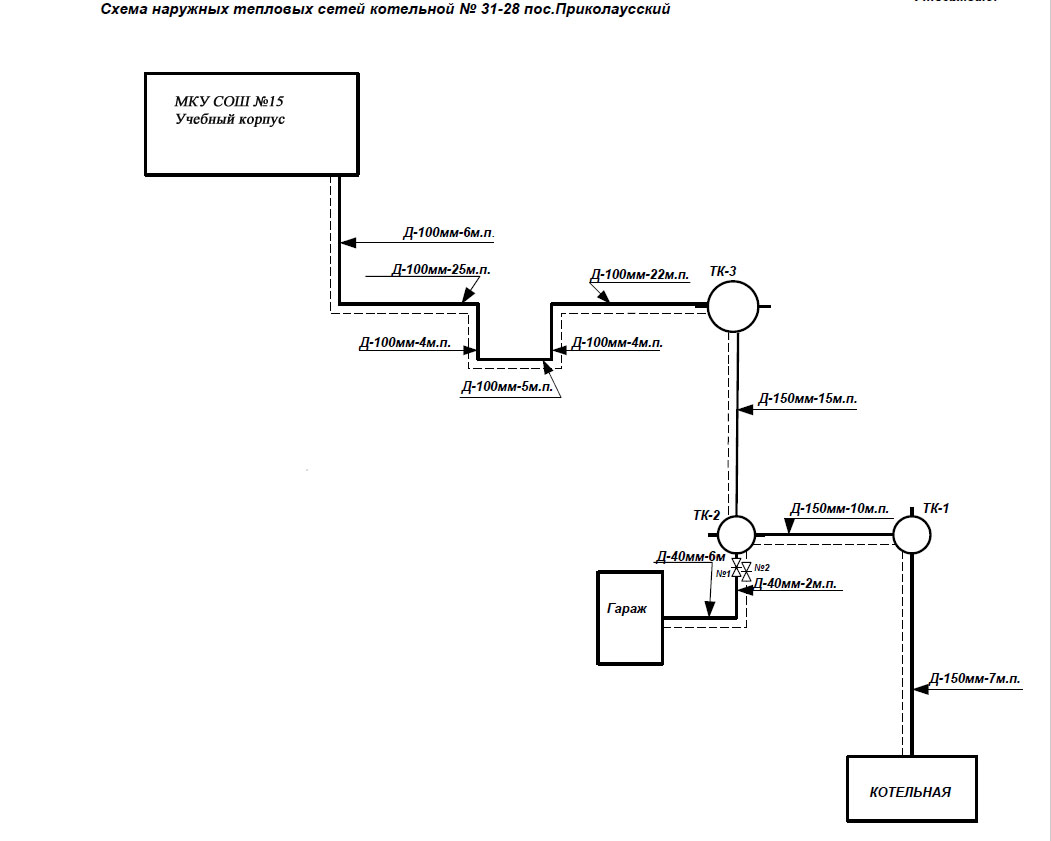 Схема наружных тепловых сетей котельной № 31-28 пос.Приколаусский
МКУ СОШ №15
Учебный корпус
Д-100мм-6м.п.
Д-100мм-25м.п.
Д-100мм-22м.п.
ТК-3
Д-100мм-4м.п.
Д-100мм-4м.п.
Д-100мм-5м.п.
Д-150мм-15м.п.
ТК-2
Д-150мм-10м.п.
ТК-1
Д-40мм-6м
№1
№2
Д-40мм-2м.п.
Гараж
Д-150мм-7м.п.
КОТЕЛЬНАЯ